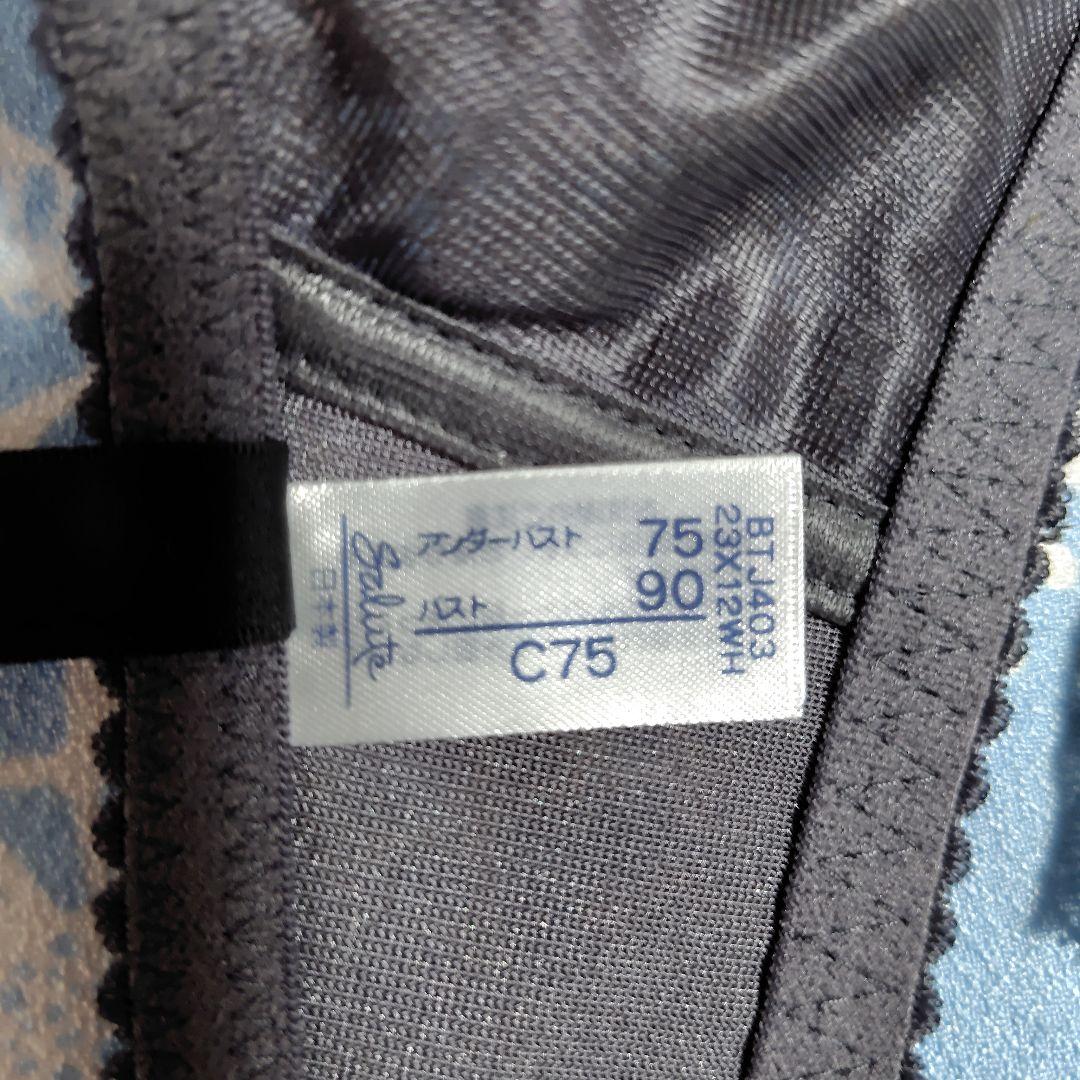 Salute
日本製
アンダーバスト 75
バスト 90
C75
BTJ403
23X12WH